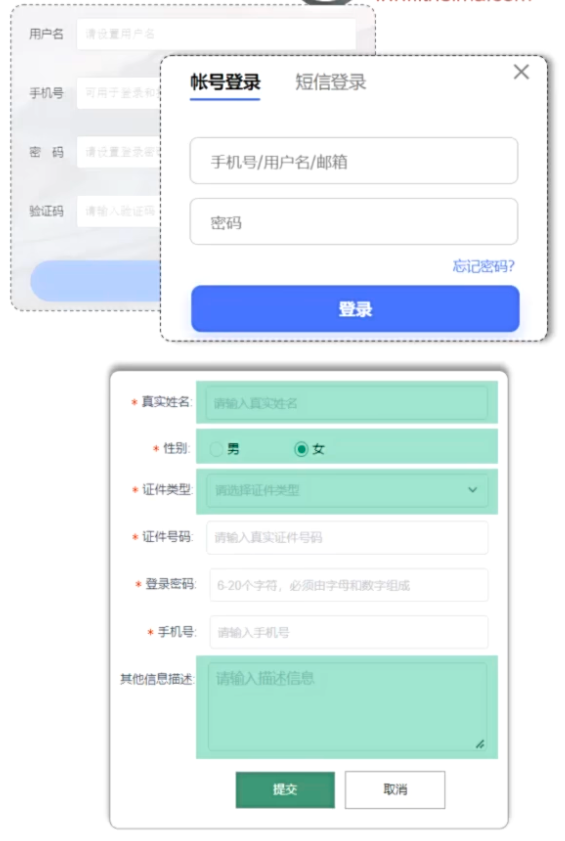 用户名 请设置用户名
手机号 可用于登录和
密 码 请设置登录密
验证码 请输入验证码
帐号登录 短信登录
手机号/用户名/邮箱
密码
忘记密码?
登录
* 真实姓名: 请输入真实姓名
* 性别: 男 女
* 证件类型: 请选择证件类型
* 证件号码: 请输入真实证件号码
* 登录密码: 6-20个字符，必须由字母和数字组成
* 手机号: 请输入手机号
其他信息描述: 请输入描述信息
提交 取消